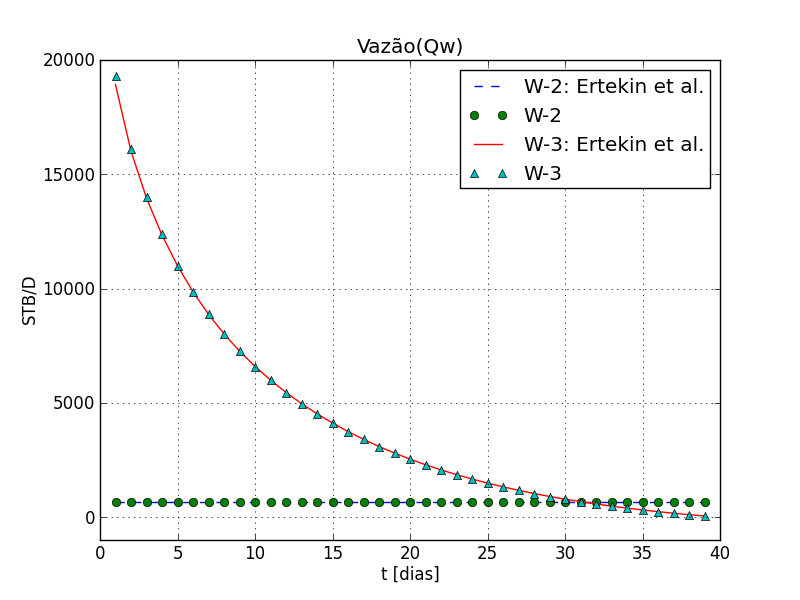 Vazão(Qw)
20000
15000
10000
5000
0
STB/D
W-2: Ertekin et al.
W-2
W-3: Ertekin et al.
W-3
0 5 10 15 20 25 30 35 40
t [dias]